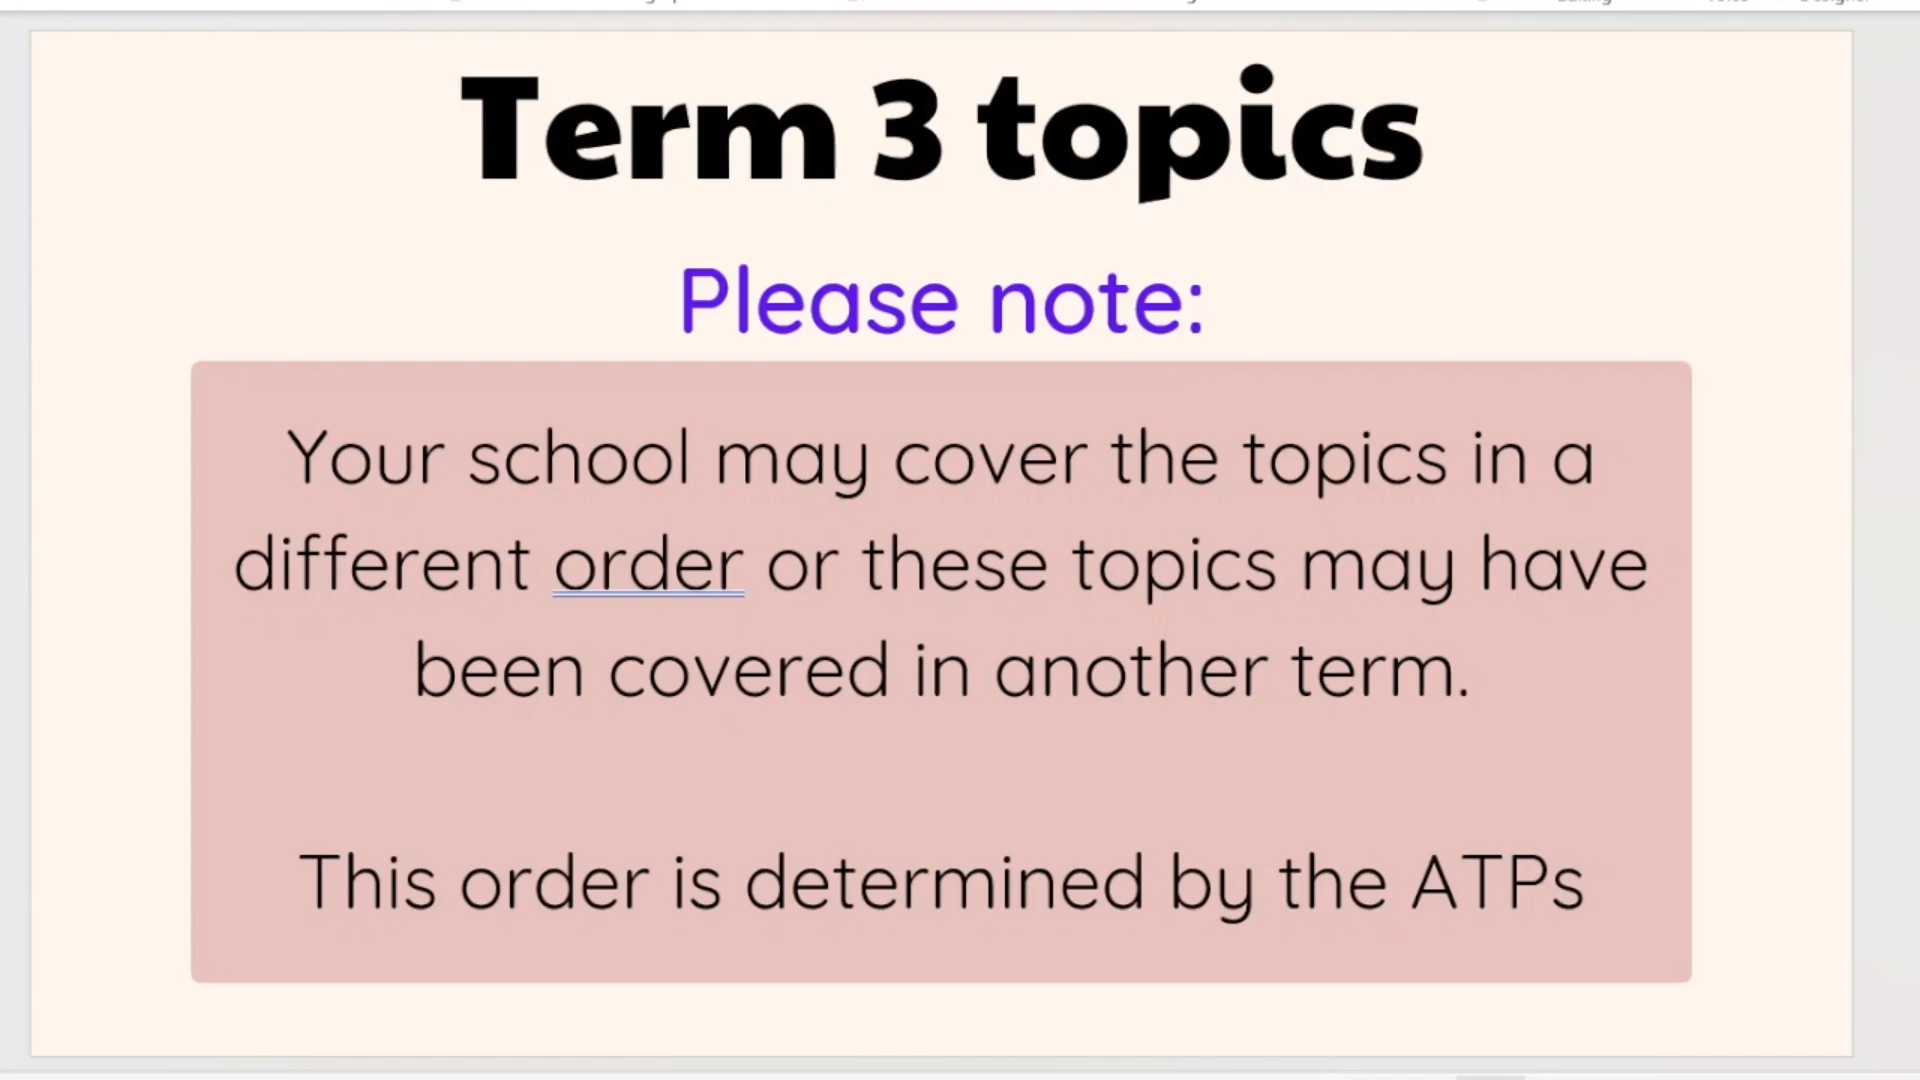 Term 3 topics
Please note:
Your school may cover the topics in a
different order or these topics may have
been covered in another term.
This order is determined by the ATPs